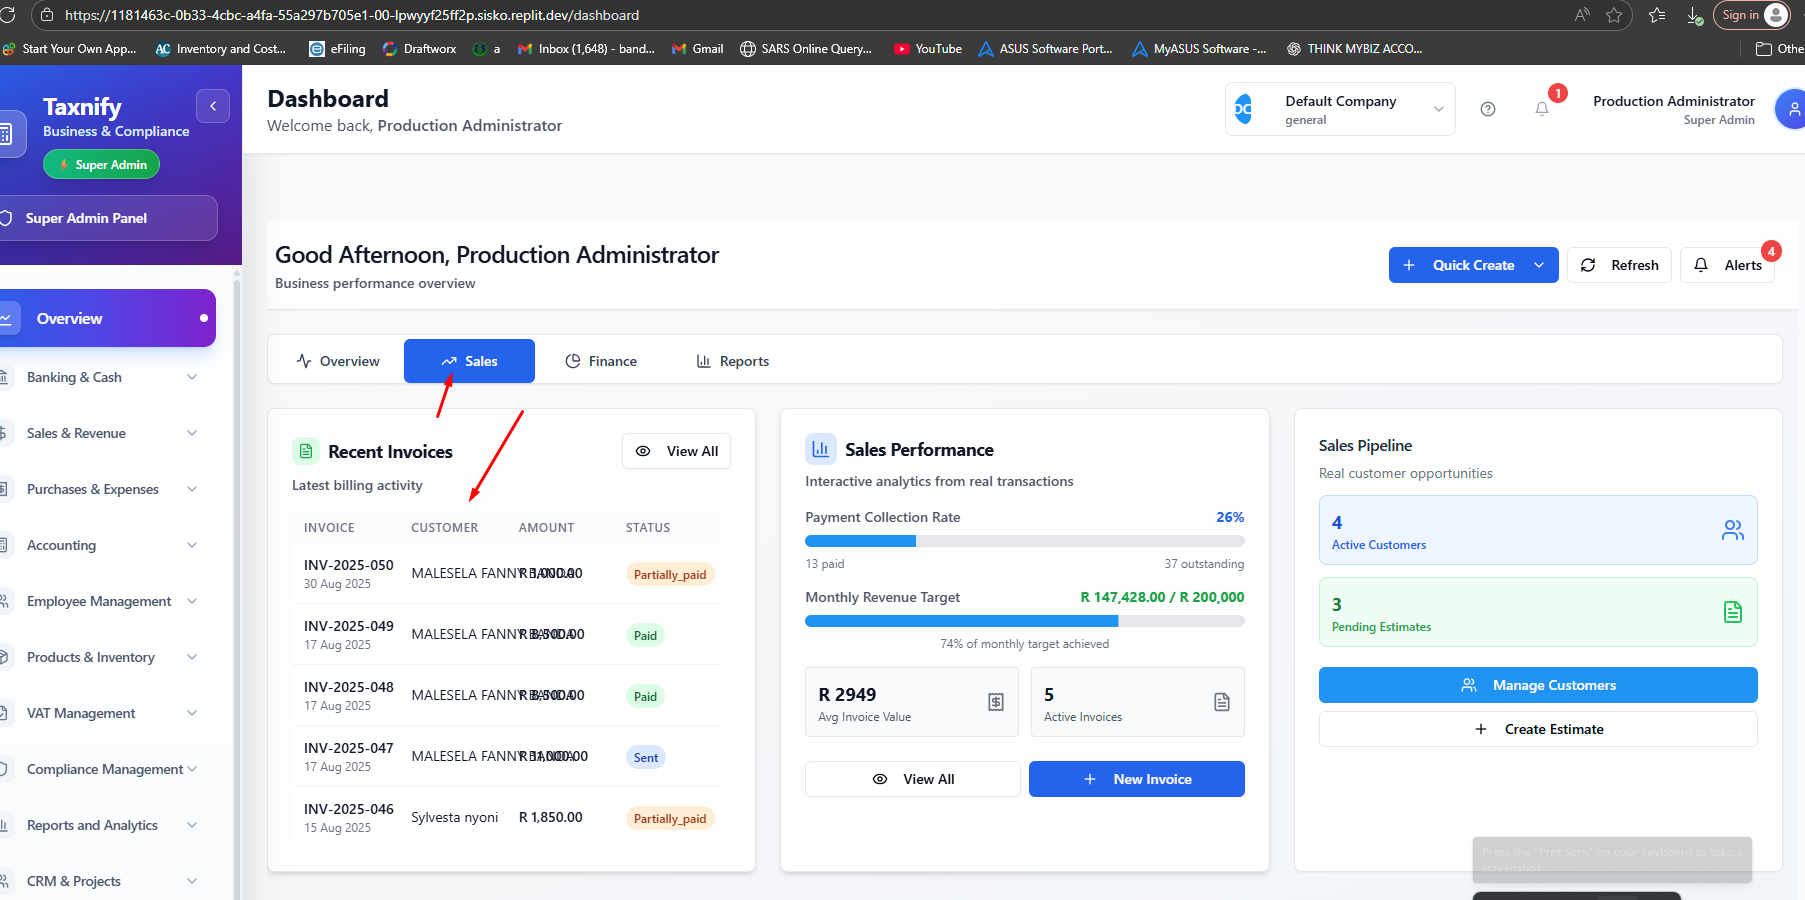 https://1181463c-0b33-4cbc-a4fa-55a297b705e1-00-lpwyyf25ff2p.sisko.replit.dev/dashboard
Sign in
Start Your Own App...
Inventory and Cost...
eFiling
Draftworx
a
Inbox (1,648) - band...
Gmail
SARS Online Query...
YouTube
ASUS Software Port...
MyASUS Software -...
THINK MYBIZ ACCO...
Othe
Taxnify
Business & Compliance
Super Admin
Super Admin Panel
Overview
Banking & Cash
Sales & Revenue
Purchases & Expenses
Accounting
Employee Management
Products & Inventory
VAT Management
Compliance Management
Reports and Analytics
CRM & Projects
Dashboard
Welcome back, Production Administrator
DC
Default Company
general
1
Production Administrator
Super Admin
Good Afternoon, Production Administrator
Business performance overview
Quick Create
Refresh
Alerts
4
Overview
Sales
Finance
Reports
Recent Invoices
View All
Latest billing activity
INVOICE CUSTOMER AMOUNT STATUS
INV-2025-050 MALESELA FANNY BANDA R 1,000.00 Partially_paid
30 Aug 2025
INV-2025-049 MALESELA FANNY BANDA R 8,500.00 Paid
17 Aug 2025
INV-2025-048 MALESELA FANNY BANDA R 8,500.00 Paid
17 Aug 2025
INV-2025-047 MALESELA FANNY BANDA Sent
17 Aug 2025
INV-2025-046 Sylvesta nyoni R 1,850.00 Partially_paid
15 Aug 2025
Sales Performance
Interactive analytics from real transactions
Payment Collection Rate 26%
13 paid 37 outstanding
Monthly Revenue Target R 147,428.00 / R 200,000
74% of monthly target achieved
R 2949
Avg Invoice Value
5
Active Invoices
View All
New Invoice
Sales Pipeline
Real customer opportunities
4
Active Customers
3
Pending Estimates
Manage Customers
Create Estimate
Press the "Prnt Scrn" on your keyboard to take a
screenshot